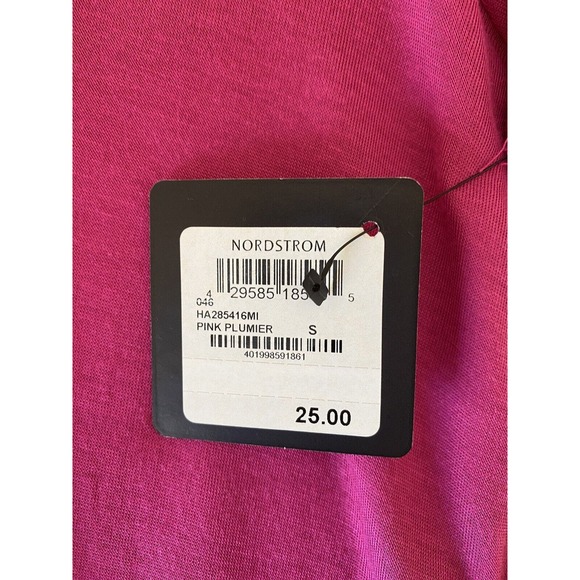 NORDSTROM
4 29585 185 5
046
HA285416MI
PINK PLUMIER S
401998591861
25.00